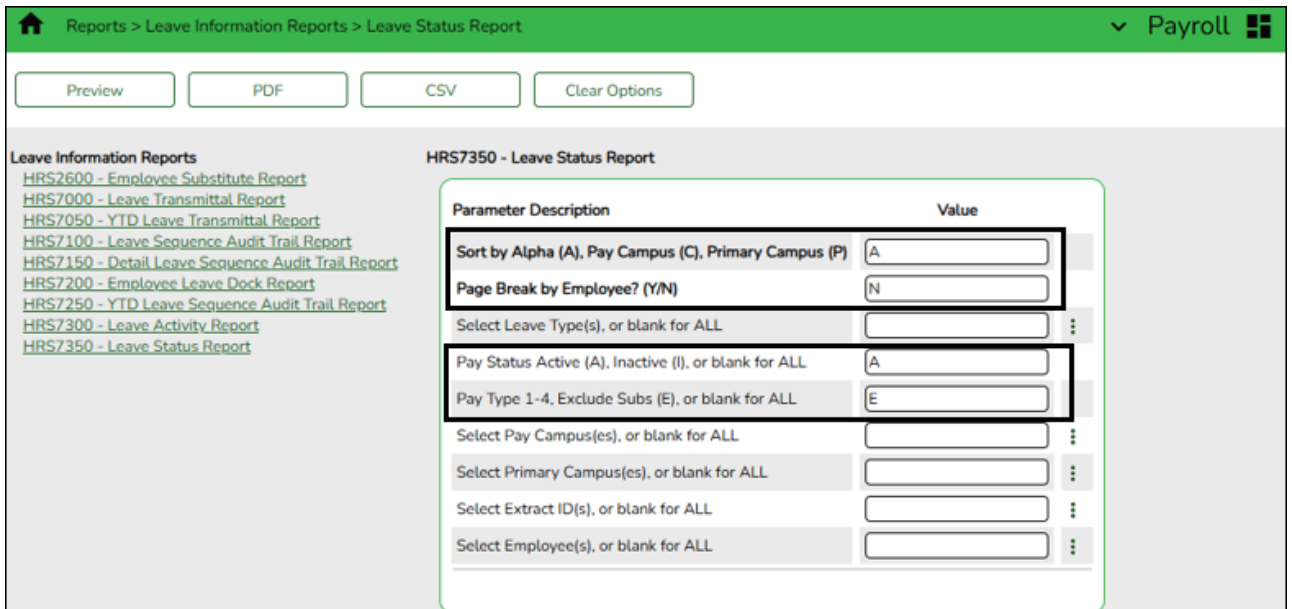 Reports > Leave Information Reports > Leave Status Report
Payroll
Preview PDF CSV Clear Options
Leave Information Reports
HRS2600 - Employee Substitute Report
HRS7000 - Leave Transmittal Report
HRS7050 - YTD Leave Transmittal Report
HRS7100 - Leave Sequence Audit Trail Report
HRS7150 - Detail Leave Sequence Audit Trail Report
HRS7200 - Employee Leave Dock Report
HRS7250 - YTD Leave Sequence Audit Trail Report
HRS7300 - Leave Activity Report
HRS7350 - Leave Status Report
HRS7350 - Leave Status Report
Parameter Description Value
Sort by Alpha (A), Pay Campus (C), Primary Campus (P) A
Page Break by Employee? (Y/N) N
Select Leave Type(s), or blank for ALL
Pay Status Active (A), Inactive (I), or blank for ALL A
Pay Type 1-4, Exclude Subs (E), or blank for ALL E
Select Pay Campus(es), or blank for ALL
Select Primary Campus(es), or blank for ALL
Select Extract ID(s), or blank for ALL
Select Employee(s), or blank for ALL